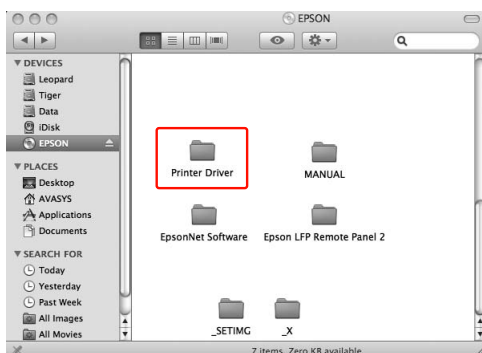 EPSON
▼ DEVICES
Leopard
Tiger
Data
iDisk
EPSON
▼ PLACES
Desktop
AVASYS
Applications
Documents
▼ SEARCH FOR
Today
Yesterday
Past Week
All Images
All Movies
Printer Driver
MANUAL
EpsonNet Software
Epson LFP Remote Panel 2
_SETIMG
_X
7 items, Zero KB available